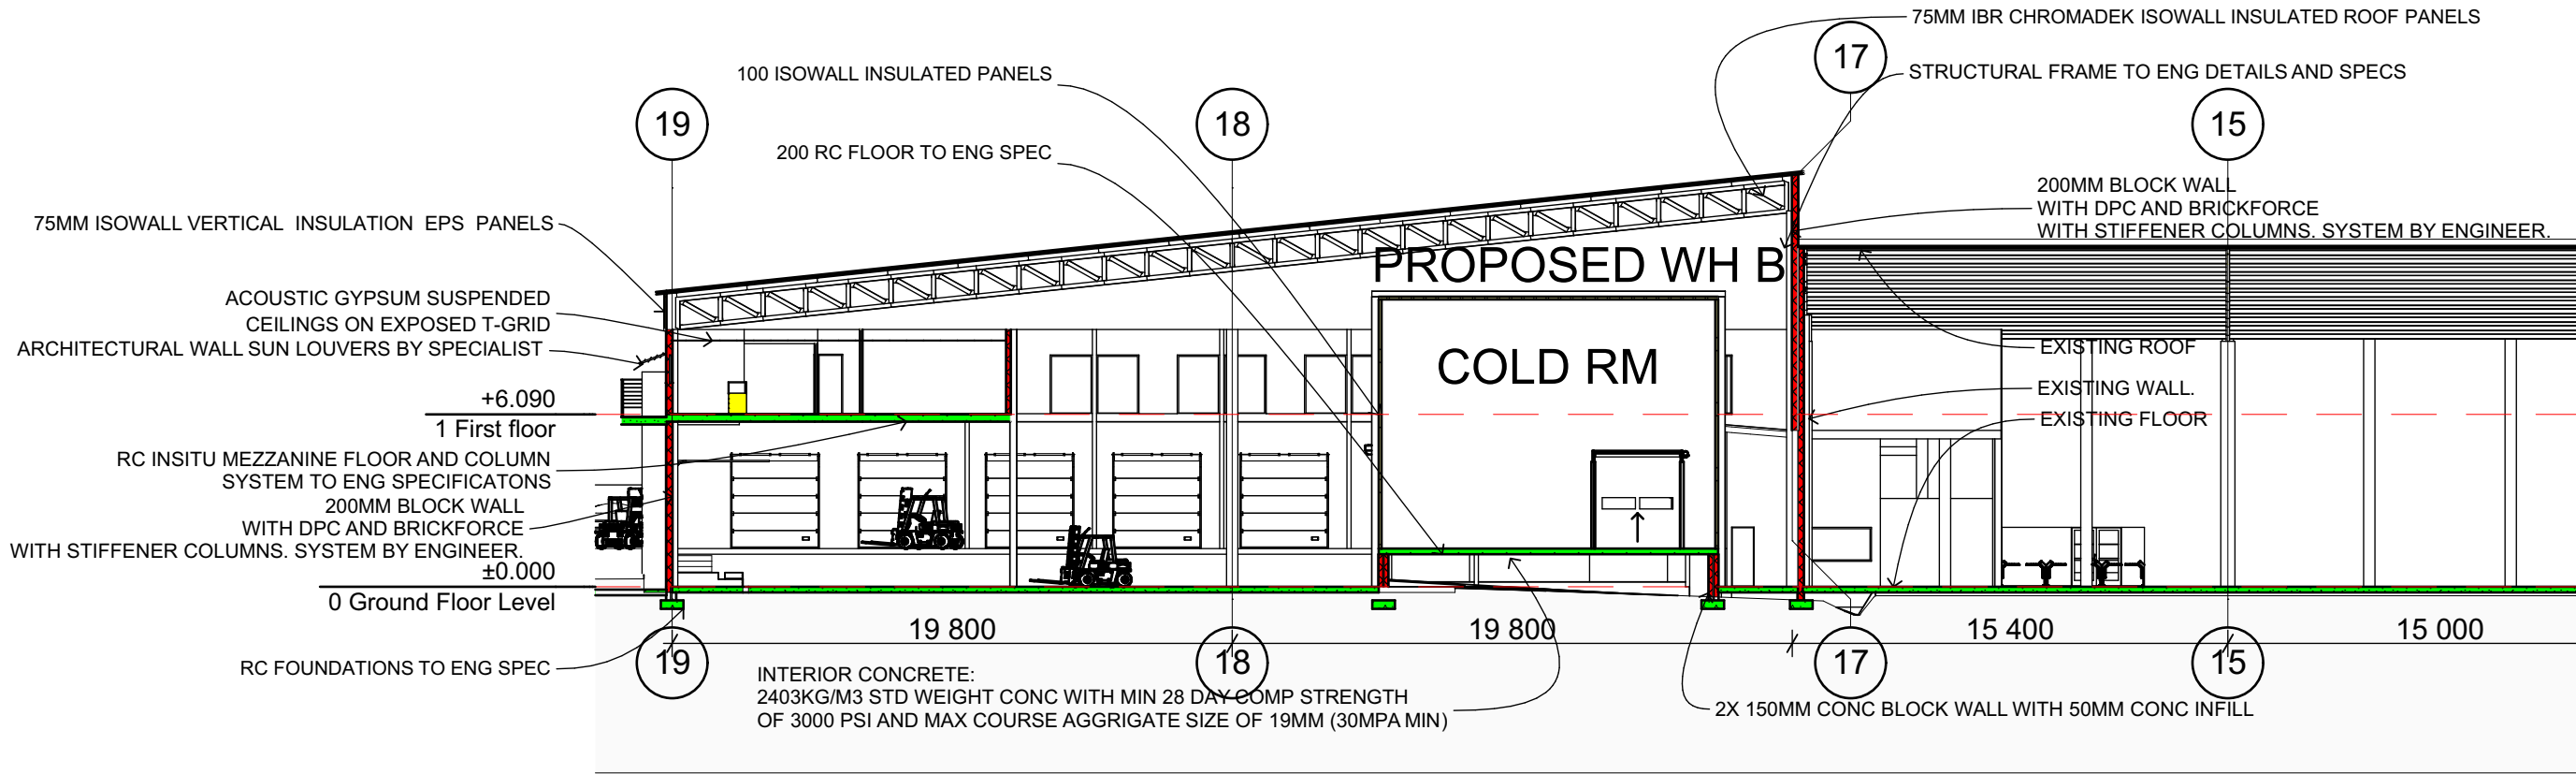 75MM IBR CHROMADEK ISOWALL INSULATED ROOF PANELS
17
100 ISOWALL INSULATED PANELS
STRUCTURAL FRAME TO ENG DETAILS AND SPECS
19
18
15
200 RC FLOOR TO ENG SPEC
200MM BLOCK WALL
WITH DPC AND BRICKFORCE
WITH STIFFENER COLUMNS. SYSTEM BY ENGINEER.
75MM ISOWALL VERTICAL INSULATION EPS PANELS
PROPOSED WH B
ACOUSTIC GYPSUM SUSPENDED
CEILINGS ON EXPOSED T-GRID
ARCHITECTURAL WALL SUN LOUVERS BY SPECIALIST
EXISTING ROOF
COLD RM
EXISTING WALL.
+6.090
1 First floor
EXISTING FLOOR
RC INSITU MEZZANINE FLOOR AND COLUMN
SYSTEM TO ENG SPECIFICATONS
200MM BLOCK WALL
WITH DPC AND BRICKFORCE
WITH STIFFENER COLUMNS. SYSTEM BY ENGINEER.
±0.000
0 Ground Floor Level
19 800
19 800
15 400
15 000
19
18
17
15
RC FOUNDATIONS TO ENG SPEC
INTERIOR CONCRETE:
2403KG/M3 STD WEIGHT CONC WITH MIN 28 DAY COMP STRENGTH
OF 3000 PSI AND MAX COURSE AGGRIGATE SIZE OF 19MM (30MPA MIN)
2X 150MM CONC BLOCK WALL WITH 50MM CONC INFILL